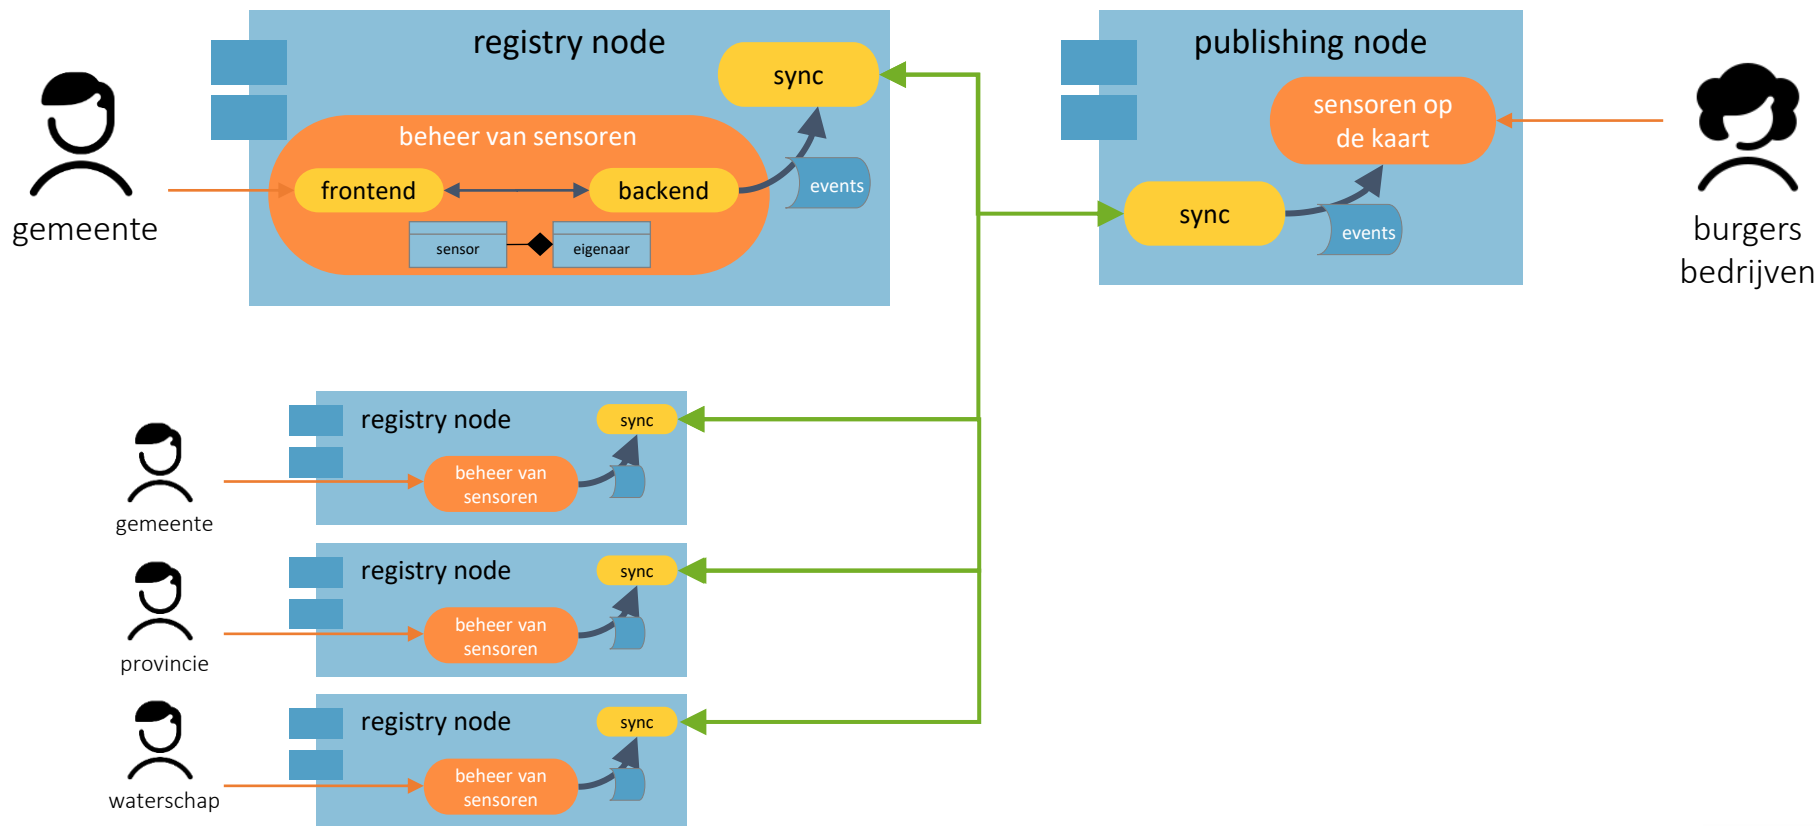 registry node
sync
beheer van sensoren
frontend
backend
events
sensor
eigenaar
gemeente
publishing node
sensoren op
de kaart
sync
events
burgers
bedrijven
registry node
sync
beheer van
sensoren
gemeente
registry node
sync
beheer van
sensoren
provincie
registry node
sync
beheer van
sensoren
waterschap